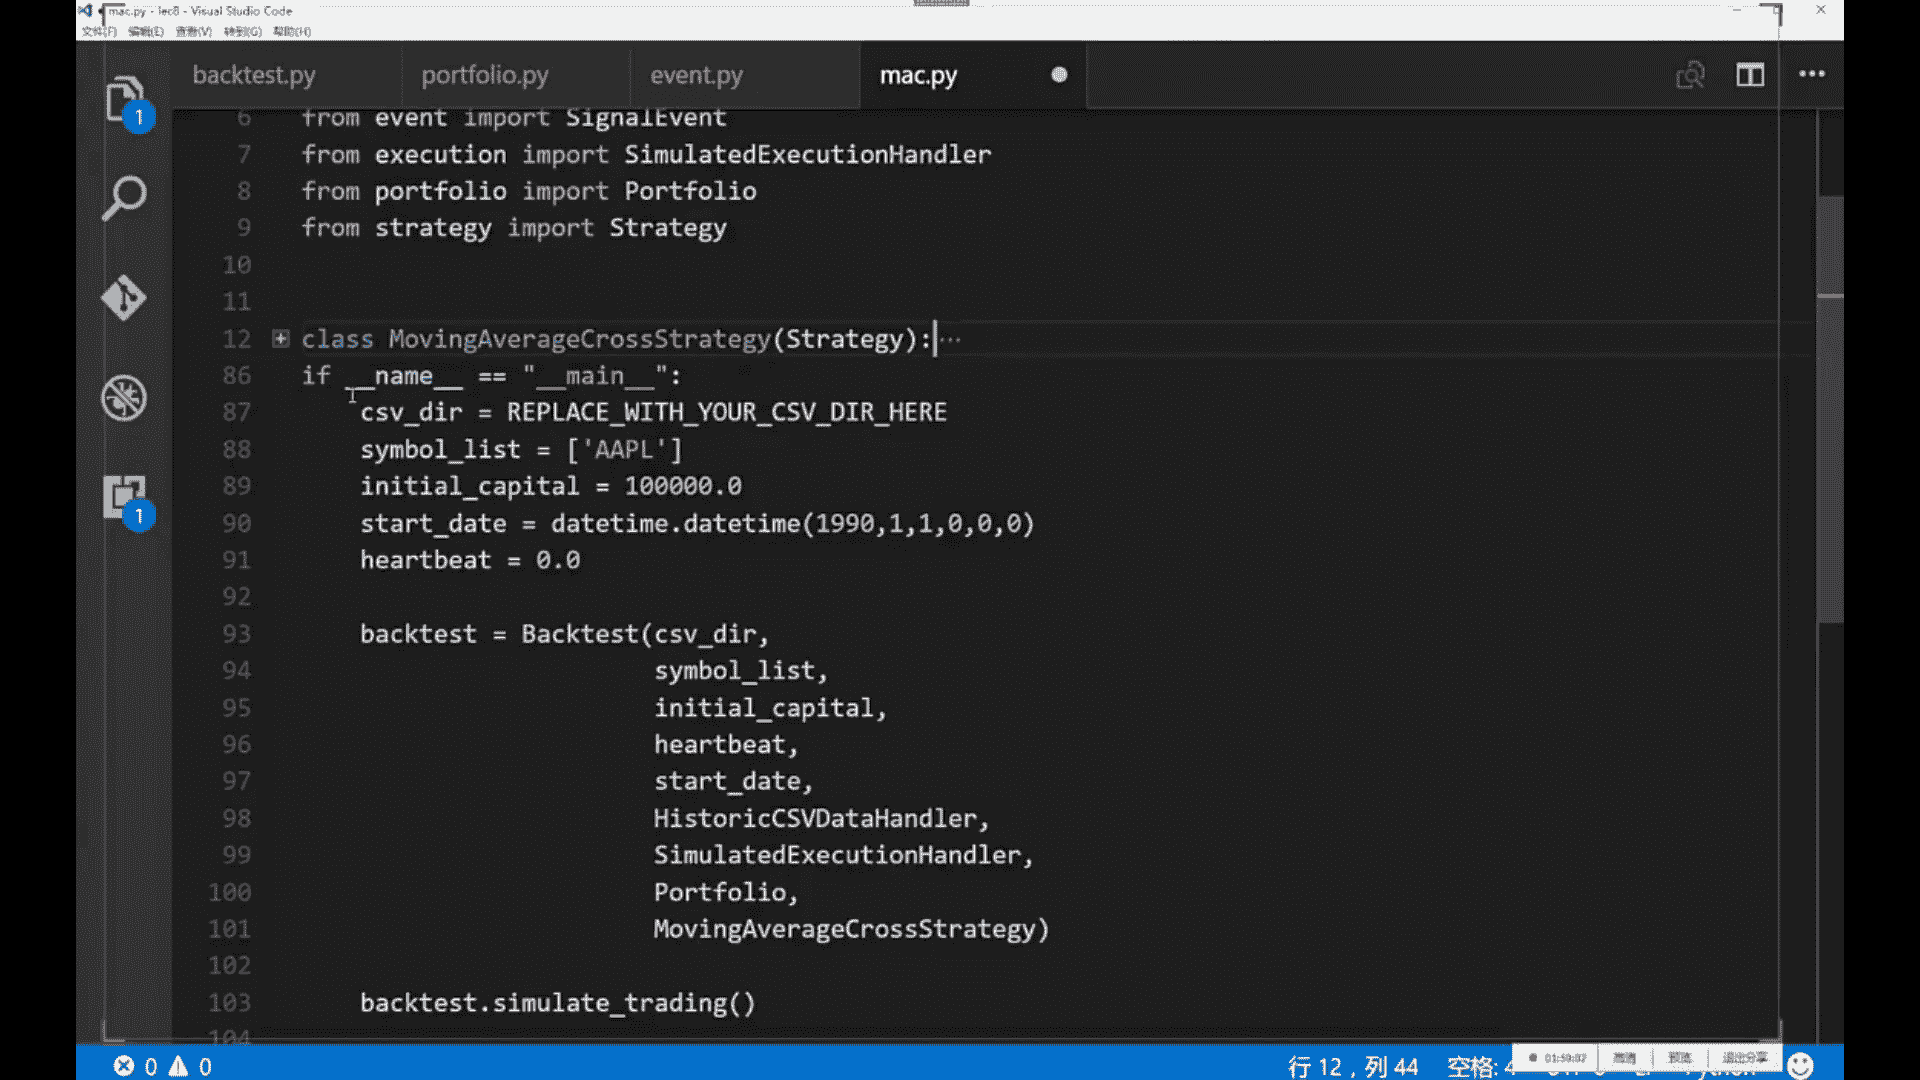 mac.py - lec8 - Visual Studio Code
文件(F) 编辑(E) 查看(V) 转到(G) 帮助(H)
backtest.py portfolio.py event.py mac.py
1
6 from event import SignalEvent
7 from execution import SimulatedExecutionHandler
8 from portfolio import Portfolio
9 from strategy import Strategy
10
11
12 class MovingAverageCrossStrategy(Strategy):…
86 if __name__ == "__main__":
87 csv_dir = REPLACE_WITH_YOUR_CSV_DIR_HERE
88 symbol_list = ['AAPL']
89 initial_capital = 100000.0
90 start_date = datetime.datetime(1990,1,1,0,0,0)
1
91 heartbeat = 0.0
92
93 backtest = Backtest(csv_dir,
94 symbol_list,
95 initial_capital,
96 heartbeat,
97 start_date,
98 HistoricCSVDataHandler,
99 SimulatedExecutionHandler,
100 Portfolio,
101 MovingAverageCrossStrategy)
102
103 backtest.simulate_trading()
104
0 0 行 12，列 44 空格: 4